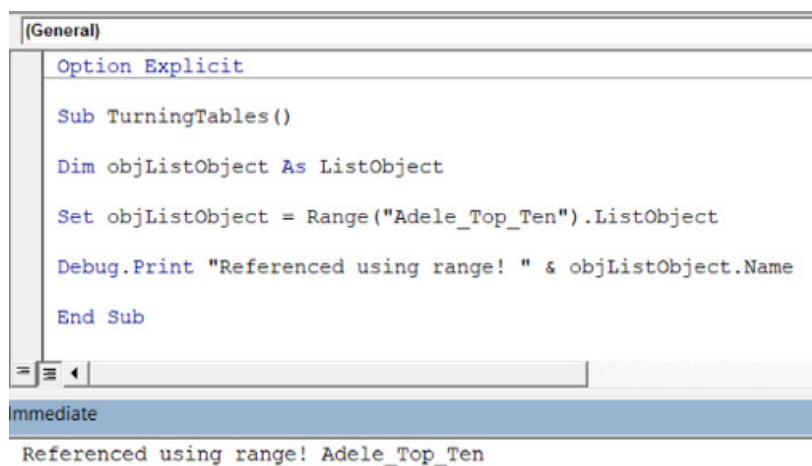 (General)
Option Explicit
Sub TurningTables()
Dim objListObject As ListObject
Set objListObject = Range("Adele_Top_Ten").ListObject
Debug.Print "Referenced using range! " & objListObject.Name
End Sub
Immediate
Referenced using range! Adele_Top_Ten